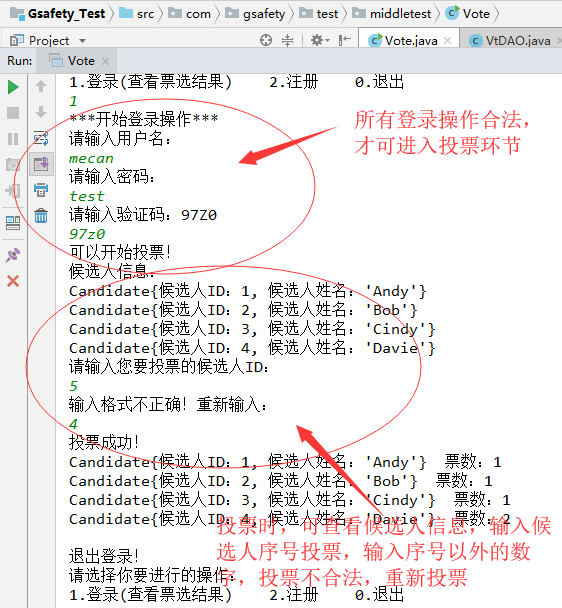 Gsafety_Test src com gsafety test middletest Vote
Project Vote.java VtDAO.java
Run: Vote
1.登录(查看票选结果) 2.注册 0.退出
1
***开始登录操作***
请输入用户名：
mecan
请输入密码：
test
请输入验证码：97Z0
97z0
可以开始投票！
候选人信息：
Candidate{候选人ID：1, 候选人姓名：'Andy'}
Candidate{候选人ID：2, 候选人姓名：'Bob'}
Candidate{候选人ID：3, 候选人姓名：'Cindy'}
Candidate{候选人ID：4, 候选人姓名：'Davie'}
请输入您要投票的候选人ID：
5
输入格式不正确！重新输入：
4
投票成功！
Candidate{候选人ID：1, 候选人姓名：'Andy'} 票数：1
Candidate{候选人ID：2, 候选人姓名：'Bob'} 票数：1
Candidate{候选人ID：3, 候选人姓名：'Cindy'} 票数：1
Candidate{候选人ID：4, 候选人姓名：'Davie'} 票数：2
退出登录！
请选择你要进行的操作：
1.登录(查看票选结果) 2.注册 0.退出
所有登录操作合法，
才可进入投票环节
投票时，可查看候选人信息，输入候
选人序号投票，输入序号以外的数
字，投票不合法，重新投票